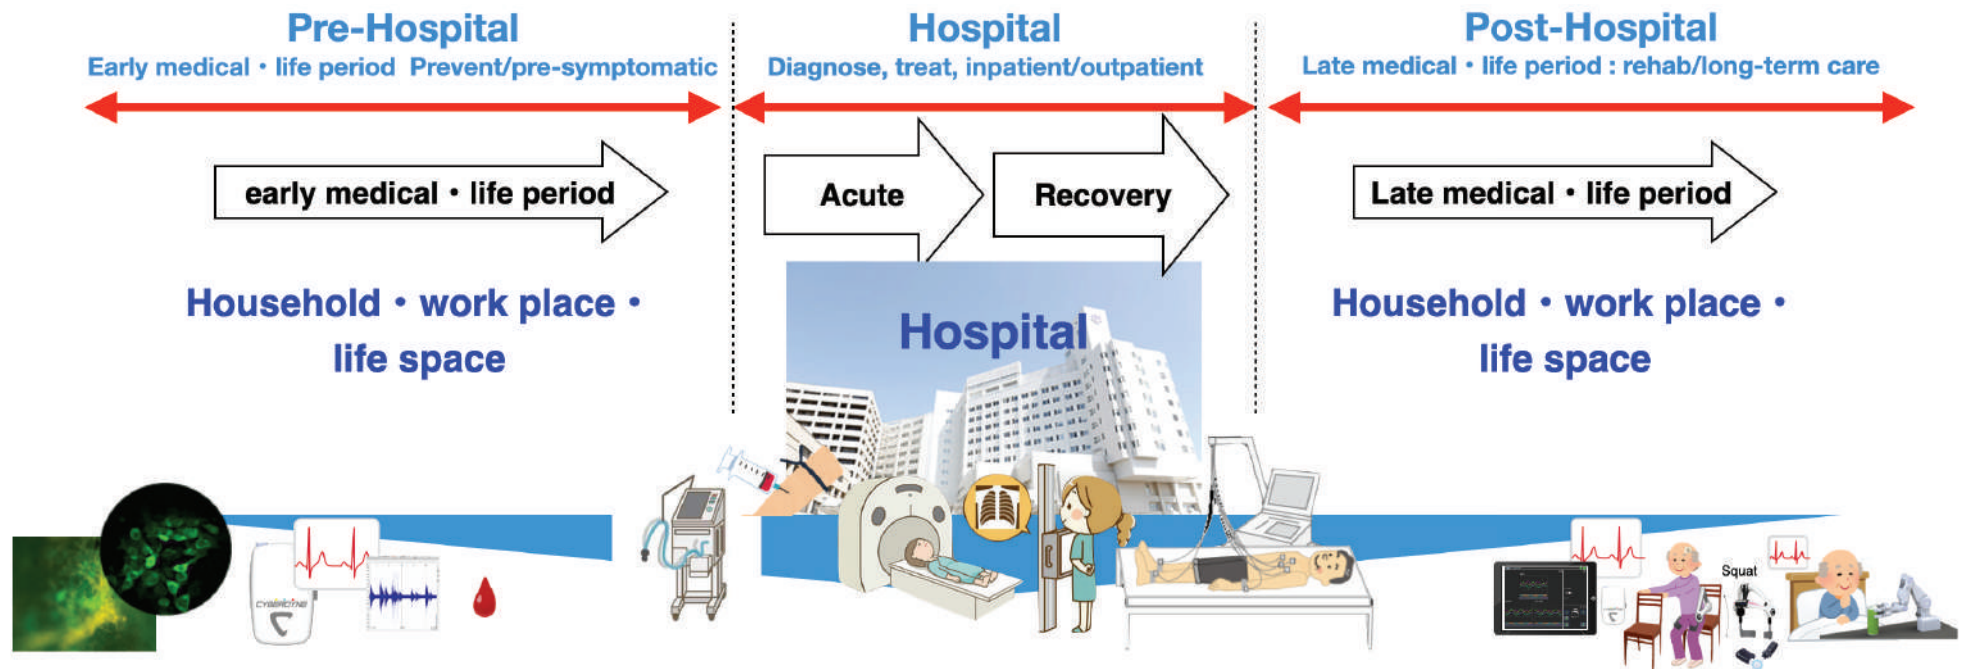 Pre-Hospital
Early medical・life period Prevent/pre-symptomatic
early medical・life period
Household・work place・
life space
CYBERDYNE
Hospital
Diagnose, treat, inpatient/outpatient
Acute
Recovery
Hospital
Post-Hospital
Late medical・life period : rehab/long-term care
Late medical・life period
Household・work place・
life space
Squat